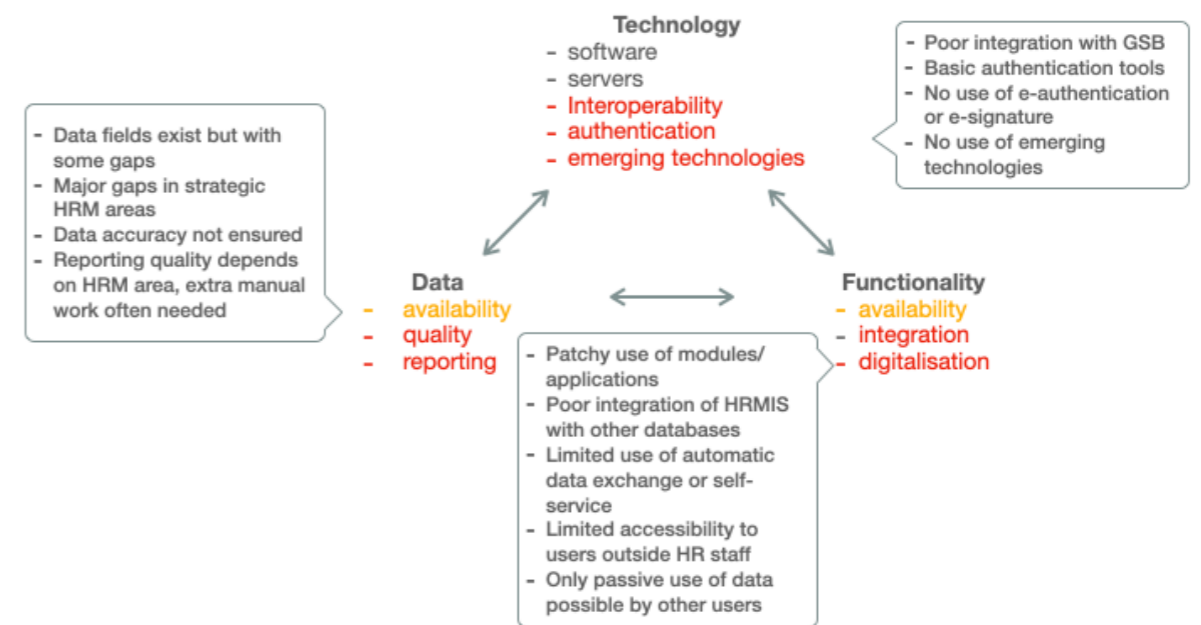 Technology
- software
- servers
- Interoperability
- authentication
- emerging technologies
- Poor integration with GSB
- Basic authentication tools
- No use of e-authentication
or e-signature
- No use of emerging
technologies
- Data fields exist but with
some gaps
- Major gaps in strategic
HRM areas
- Data accuracy not ensured
- Reporting quality depends
on HRM area, extra manual
work often needed
Data
- availability
- quality
- reporting
Functionality
- availability
- integration
- digitalisation
- Patchy use of modules/
applications
- Poor integration of HRMIS
with other databases
- Limited use of automatic
data exchange or self-
service
- Limited accessibility to
users outside HR staff
- Only passive use of data
possible by other users